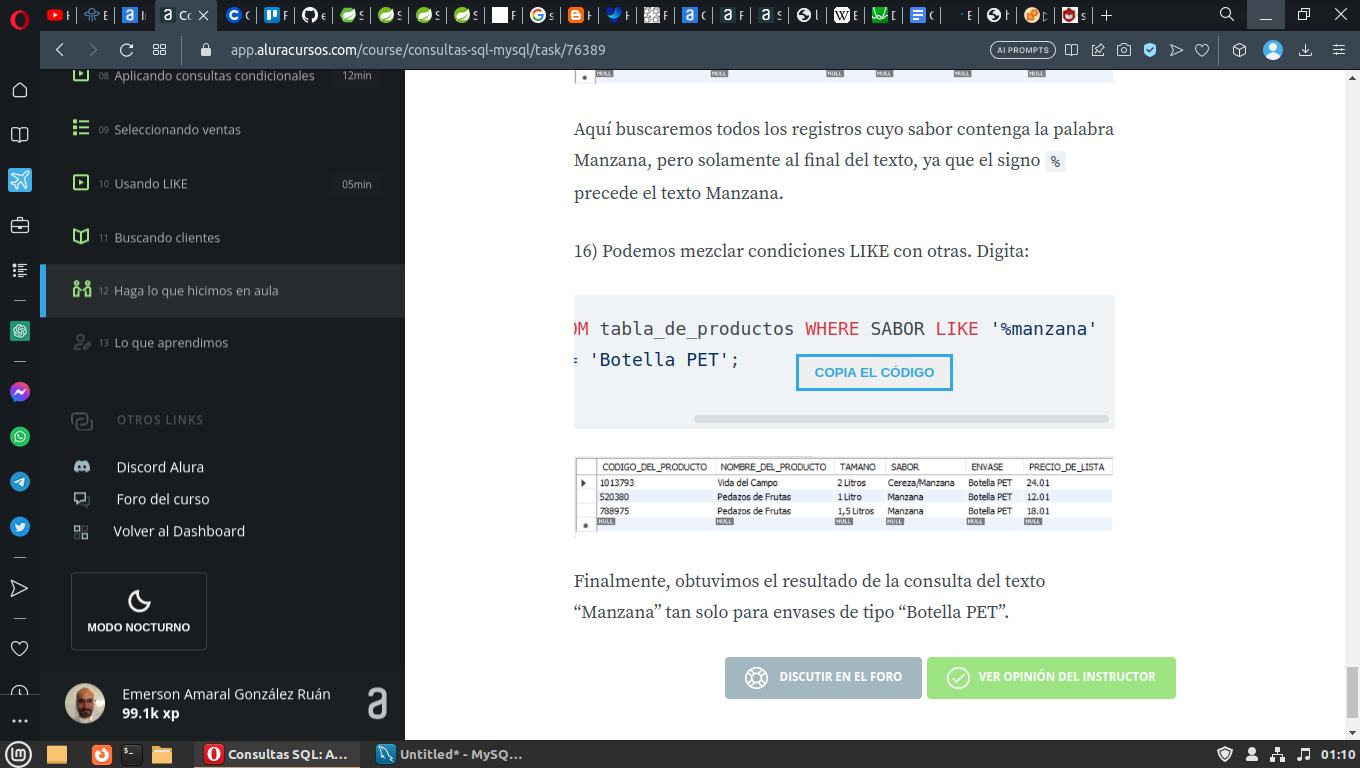 app.aluracursos.com/course/consultas-sql-mysql/task/76389
AI PROMPTS
08 Aplicando consultas condicionales 12min
09 Seleccionando ventas
10 Usando LIKE 05min
11 Buscando clientes
12 Haga lo que hicimos en aula
13 Lo que aprendimos
OTROS LINKS
Discord Alura
Foro del curso
Volver al Dashboard
MODO NOCTURNO
Emerson Amaral González Ruán
99.1k xp
NULL NULL NULL NULL NULL NULL
Aquí buscaremos todos los registros cuyo sabor contenga la palabra
Manzana, pero solamente al final del texto, ya que el signo %
precede el texto Manzana.
16) Podemos mezclar condiciones LIKE con otras. Digita:
OM tabla_de_productos WHERE SABOR LIKE '%manzana'
= 'Botella PET';
COPIA EL CÓDIGO
CODIGO_DEL_PRODUCTO NOMBRE_DEL_PRODUCTO TAMANO SABOR ENVASE PRECIO_DE_LISTA
1013793 Vida del Campo 2 Litros Cereza/Manzana Botella PET 24.01
520380 Pedazos de Frutas 1 Litro Manzana Botella PET 12.01
788975 Pedazos de Frutas 1,5 Litros Manzana Botella PET 18.01
NULL NULL NULL NULL NULL NULL
Finalmente, obtuvimos el resultado de la consulta del texto
“Manzana” tan solo para envases de tipo “Botella PET”.
DISCUTIR EN EL FORO
VER OPINIÓN DEL INSTRUCTOR
Consultas SQL: A...
Untitled* - MySQ...
01:10